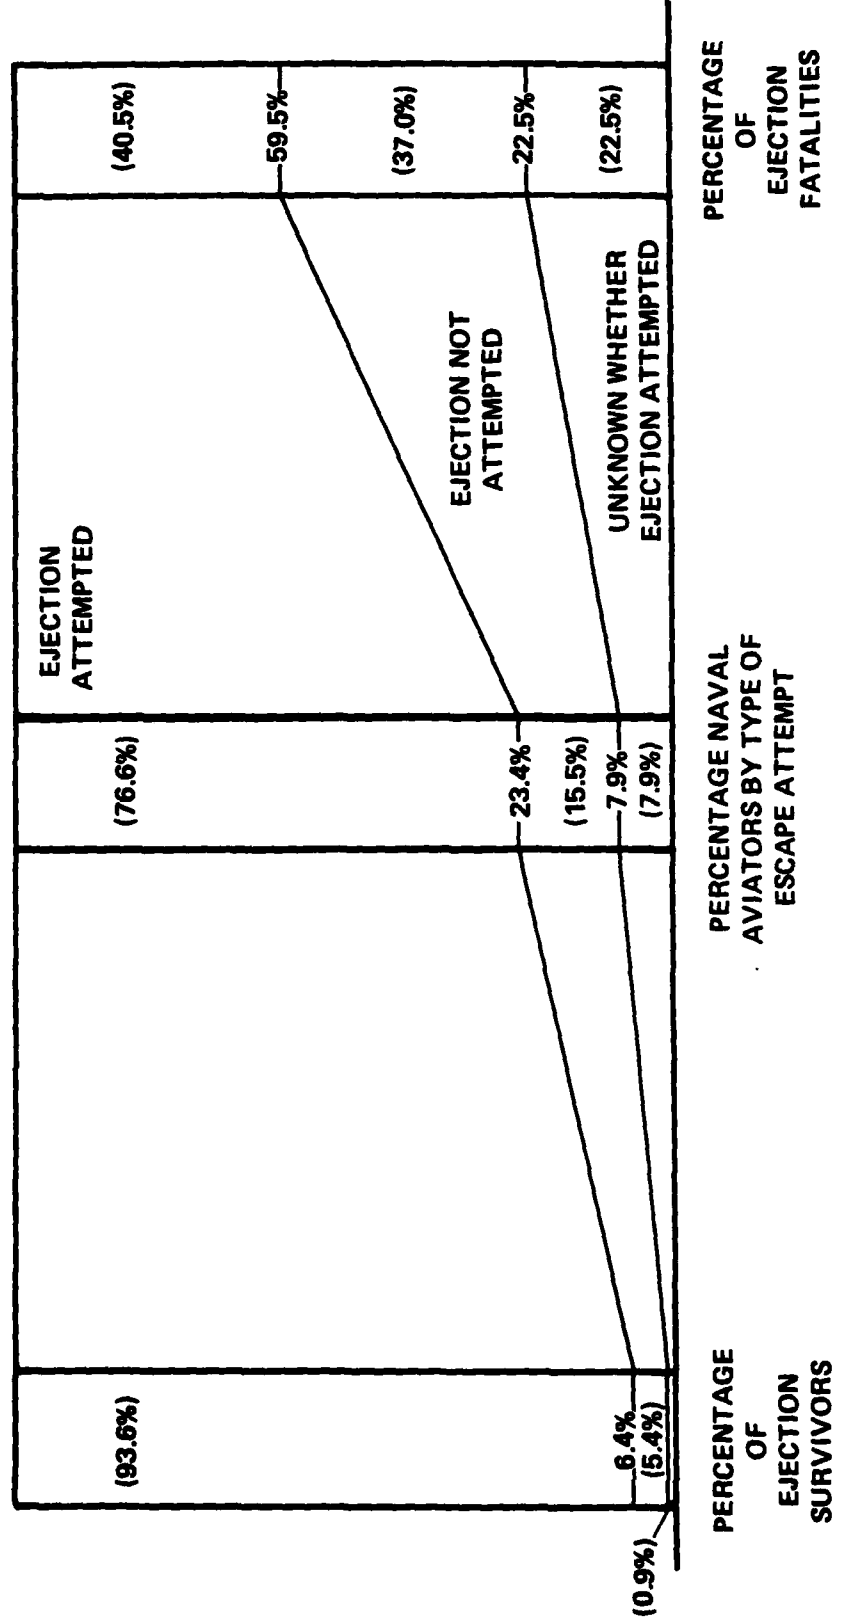 EJECTION
ATTEMPTED
EJECTION NOT
ATTEMPTED
UNKNOWN WHETHER
EJECTION ATTEMPTED
(93.6%)
6.4%
(5.4%)
(0.9%)
(76.6%)
23.4%
(15.5%)
7.9%
(7.9%)
(40.5%)
59.5%
(37.0%)
22.5%
(22.5%)
PERCENTAGE
OF
EJECTION
SURVIVORS
PERCENTAGE NAVAL
AVIATORS BY TYPE OF
ESCAPE ATTEMPT
PERCENTAGE
OF
EJECTION
FATALITIES